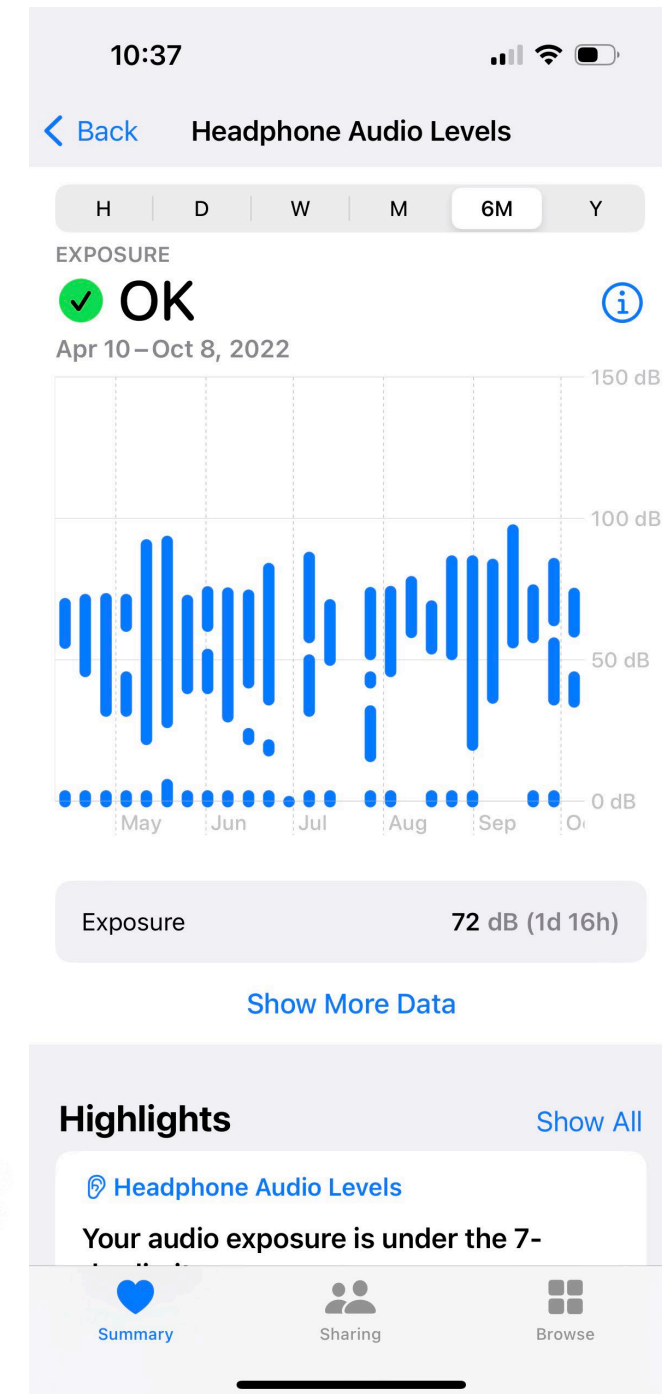 10:37
Back Headphone Audio Levels
H D W M 6M Y
EXPOSURE
OK
Apr 10–Oct 8, 2022
150 dB
100 dB
50 dB
0 dB
May Jun Jul Aug Sep
Exposure 72 dB (1d 16h)
Show More Data
Highlights Show All
Headphone Audio Levels
Your audio exposure is under the 7-
Summary Sharing Browse